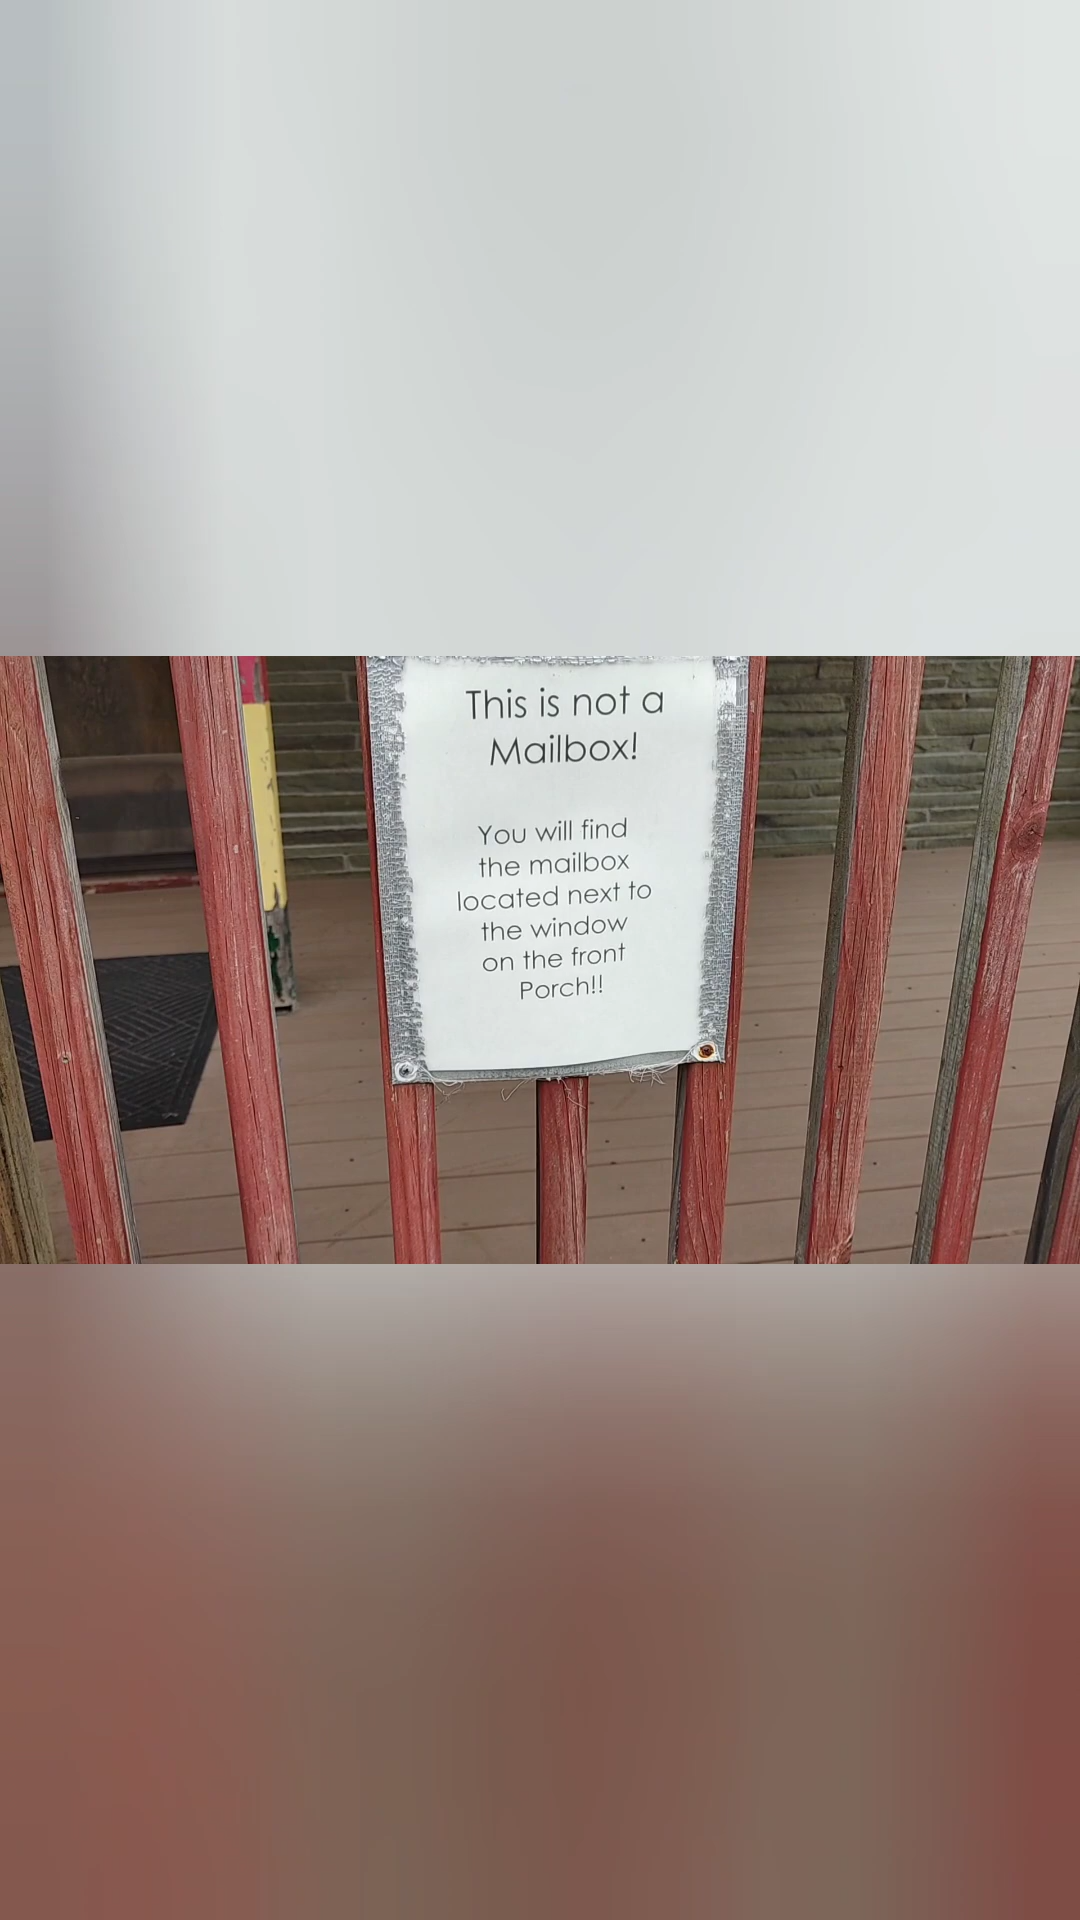 This is not a
Mailbox!
You will find
the mailbox
located next to
the window
on the front
Porch!!